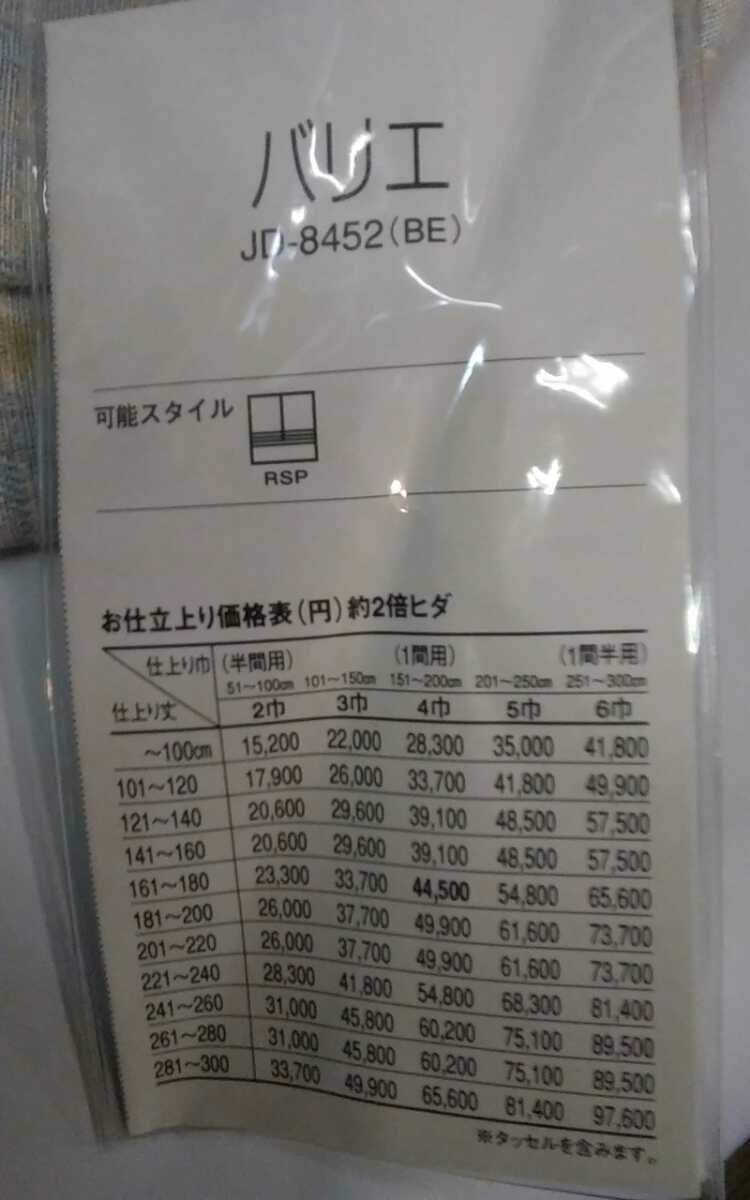 バリエ
JD-8452(BE)
可能スタイル
RSP
お仕立上り価格表(円)約2倍ヒダ
仕上り巾 (半間用) (1間用) (1間半用)
51～100㎝ 101～150㎝ 151～200㎝ 201～250㎝ 251～300㎝
仕上り丈 2巾 3巾 4巾 5巾 6巾
～100㎝ 15,200 22,000 28,300 35,000 41,800
101～120 17,900 26,000 33,700 41,800 49,900
121～140 20,600 29,600 39,100 48,500 57,500
141～160 20,600 29,600 39,100 48,500 57,500
161～180 23,300 33,700 44,500 54,800 65,600
181～200 26,000 37,700 49,900 61,600 73,700
201～220 26,000 37,700 49,900 61,600 73,700
221～240 28,300 41,800 54,800 68,300 81,400
241～260 31,000 45,800 60,200 75,100 89,500
261～280 31,000 45,800 60,200 75,100 89,500
281～300 33,700 49,900 65,600 81,400 97,600
※タッセルを含みます。